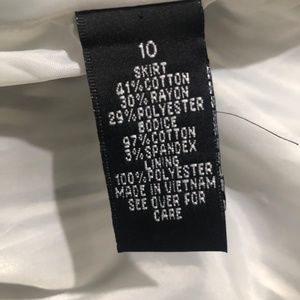 10
SKIRT
41% COTTON
30% RAYON
29% POLYESTER
BODICE
97% COTTON
3% SPANDEX
LINING
100% POLYESTER
MADE IN VIETNAM
SEE OVER FOR
CARE